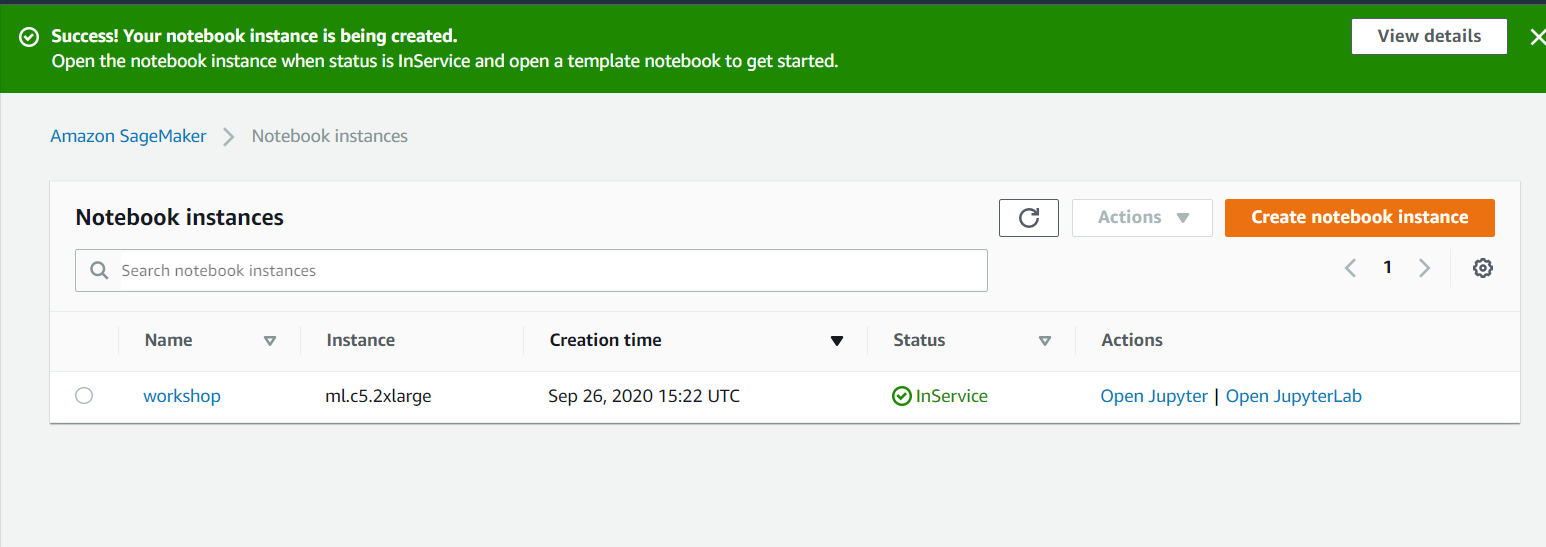 Success! Your notebook instance is being created.
View details
Open the notebook instance when status is InService and open a template notebook to get started.
Amazon SageMaker Notebook instances
Notebook instances
Actions
Create notebook instance
Search notebook instances
1
Name Instance Creation time Status Actions
workshop ml.c5.2xlarge Sep 26, 2020 15:22 UTC InService Open Jupyter | Open JupyterLab